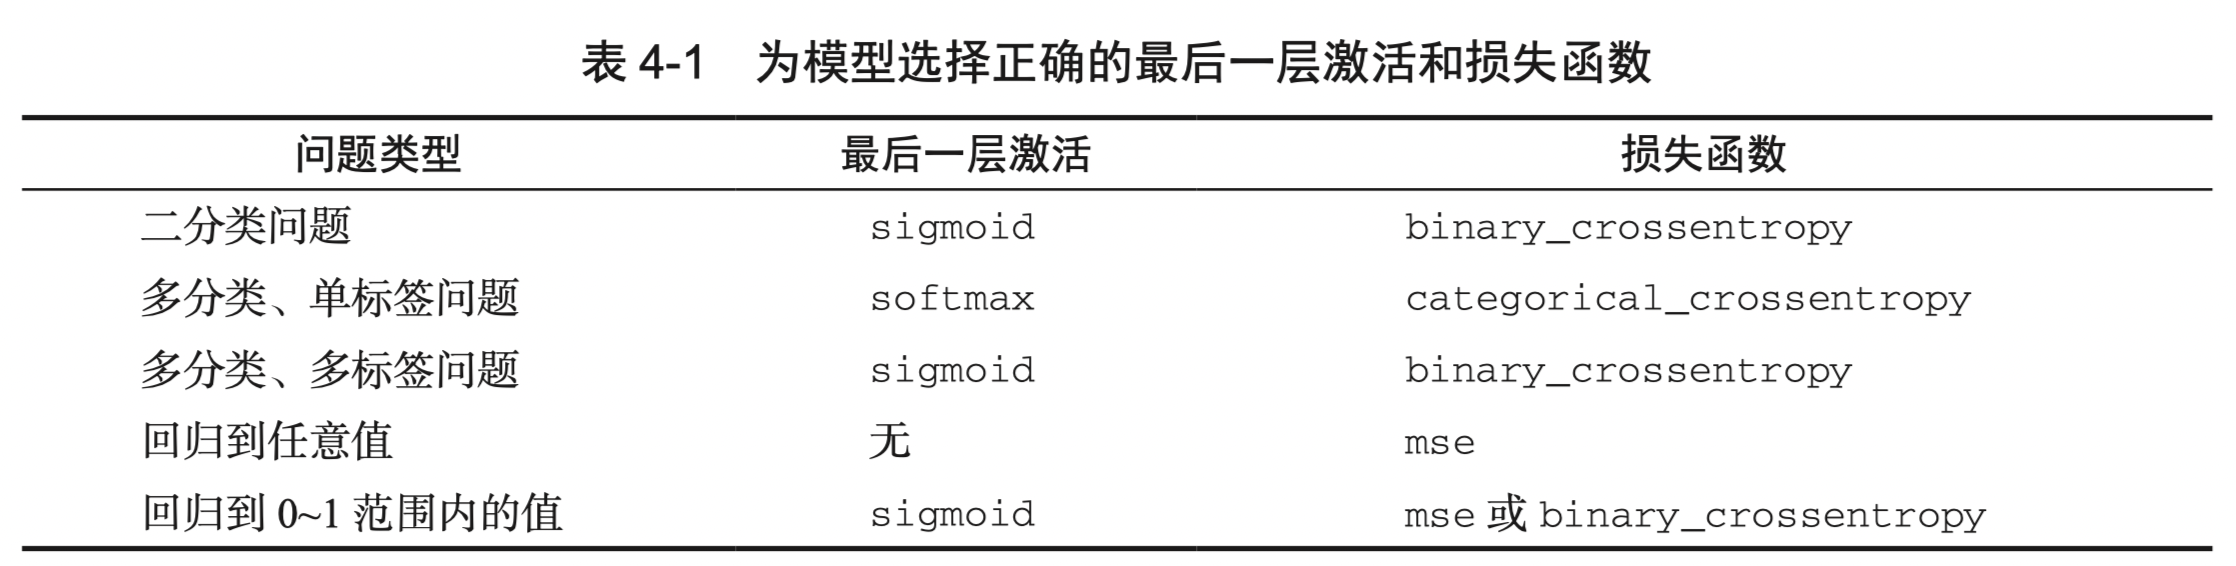 表 4-1 为模型选择正确的最后一层激活和损失函数
问题类型 最后一层激活 损失函数
二分类问题 sigmoid binary_crossentropy
多分类、单标签问题 softmax categorical_crossentropy
多分类、多标签问题 sigmoid binary_crossentropy
回归到任意值 无 mse
回归到 0~1 范围内的值 sigmoid mse 或 binary_crossentropy